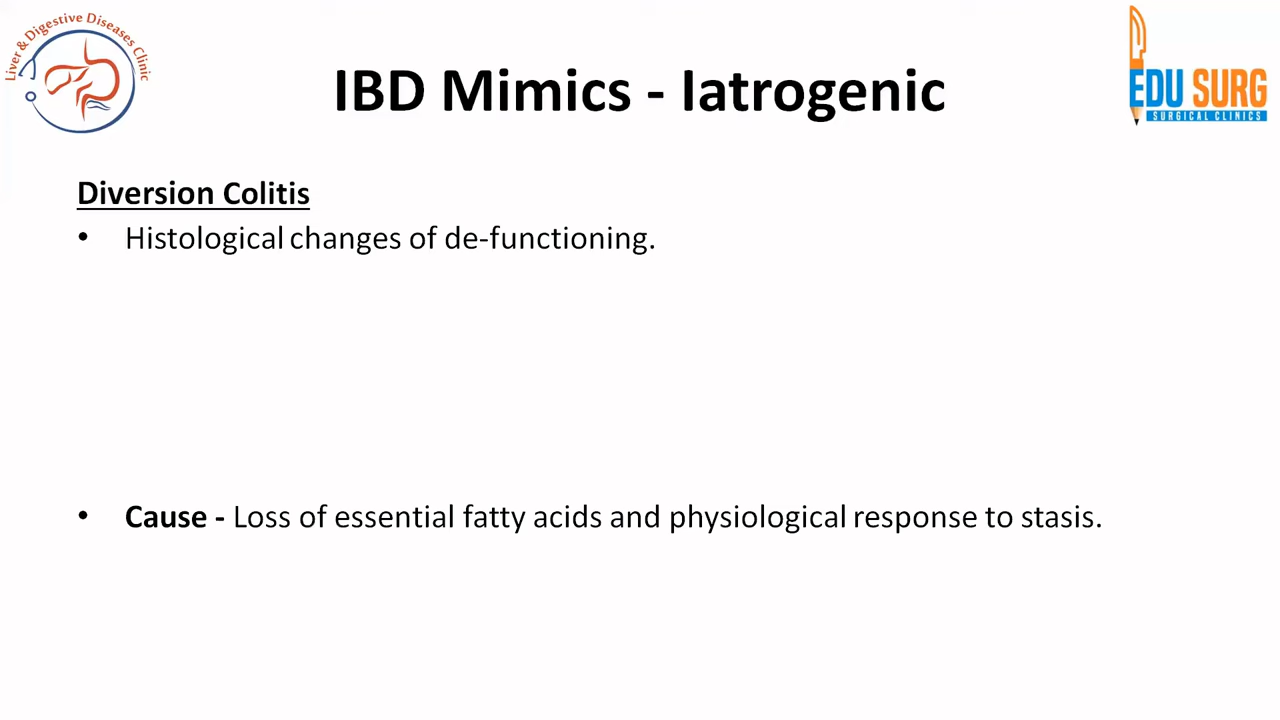 Liver & Digestive Diseases Clinic
EDU SURG
SURGICAL CLINICS
IBD Mimics - Iatrogenic
Diversion Colitis
• Histological changes of de-functioning.
• Cause - Loss of essential fatty acids and physiological response to stasis.